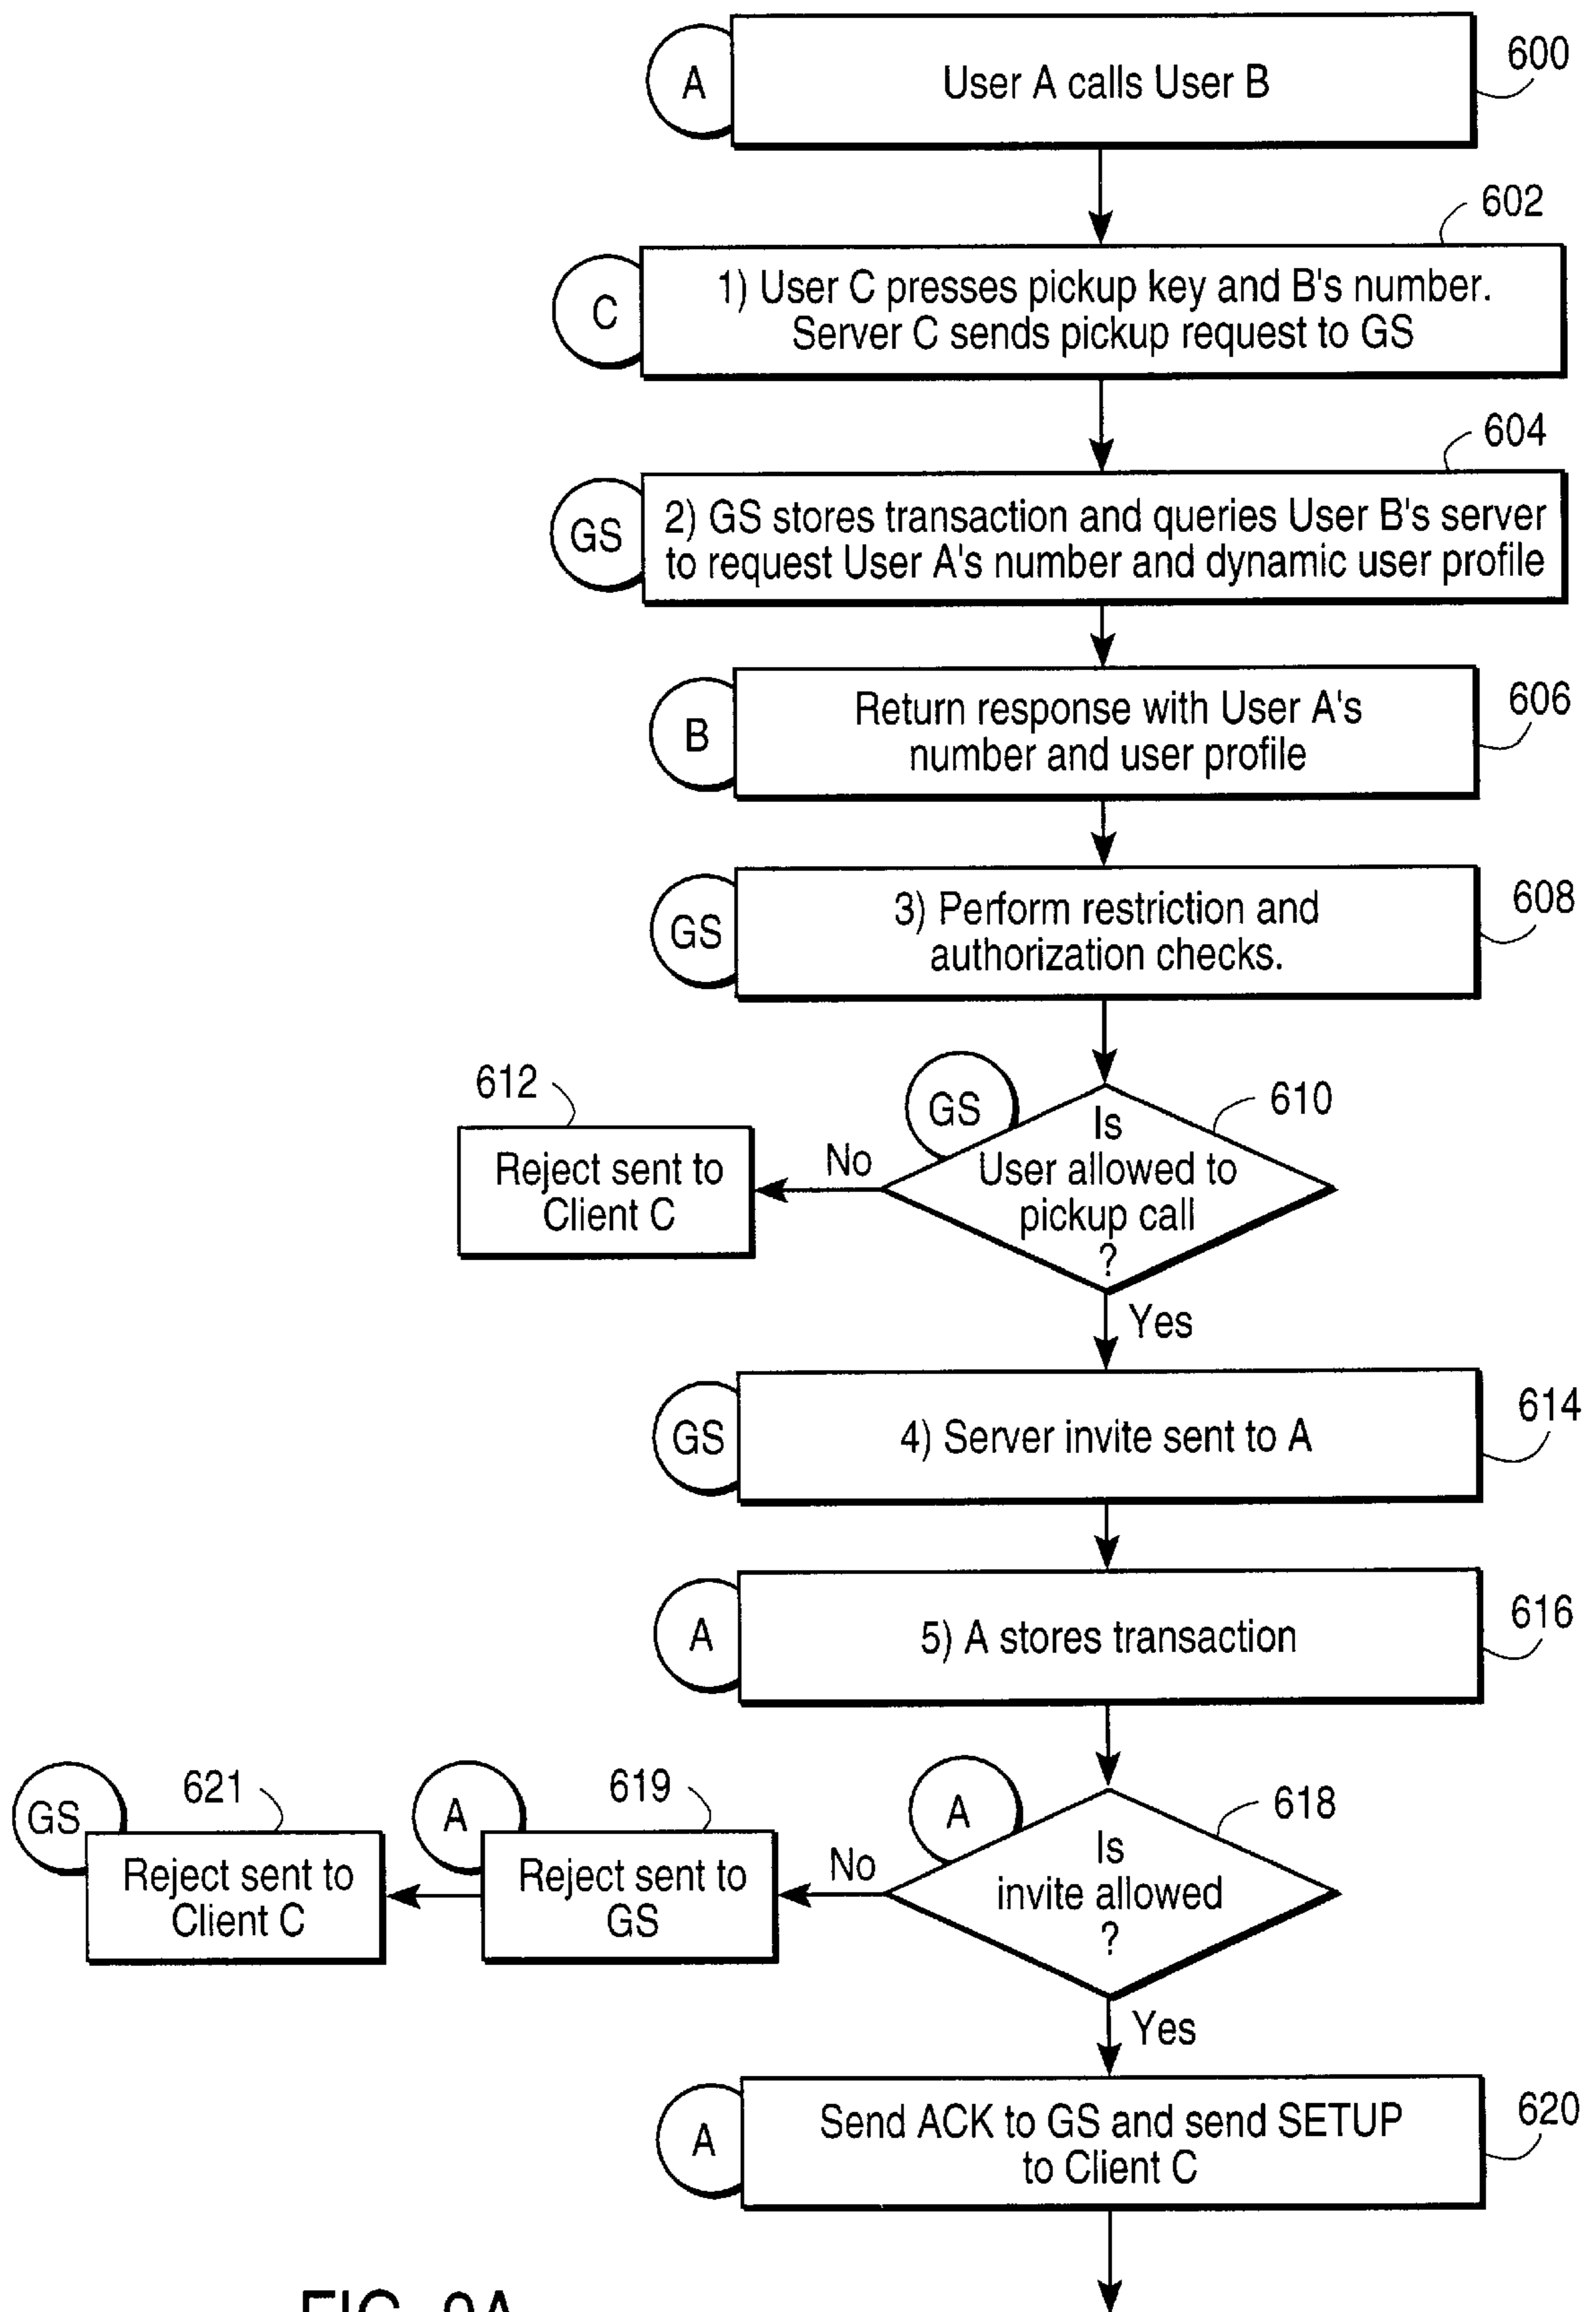 A
User A calls User B
600
602
C
1) User C presses pickup key and B's number.
Server C sends pickup request to GS
604
GS
2) GS stores transaction and queries User B's server
to request User A's number and dynamic user profile
B
Return response with User A's
number and user profile
606
GS
3) Perform restriction and
authorization checks.
608
612
Reject sent to
Client C
No
GS
Is
User allowed to
pickup call
?
610
Yes
GS
4) Server invite sent to A
614
A
5) A stores transaction
616
GS
621
Reject sent to
Client C
A
619
Reject sent to
GS
No
A
Is
invite allowed
?
618
Yes
A
Send ACK to GS and send SETUP
to Client C
620